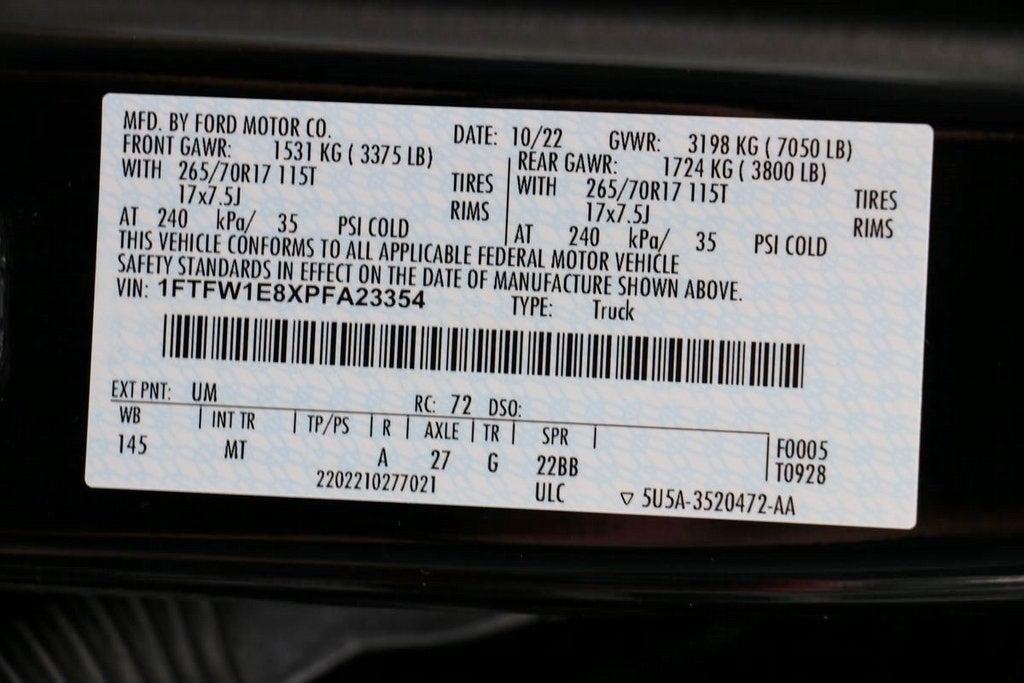 MFD. BY FORD MOTOR CO. DATE: 10/22 GVWR: 3198 KG ( 7050 LB)
FRONT GAWR: 1531 KG ( 3375 LB) REAR GAWR: 1724 KG ( 3800 LB)
WITH 265/70R17 115T TIRES WITH 265/70R17 115T TIRES
17x7.5J RIMS 17x7.5J RIMS
AT 240 kPa/ 35 PSI COLD AT 240 kPa/ 35 PSI COLD
THIS VEHICLE CONFORMS TO ALL APPLICABLE FEDERAL MOTOR VEHICLE
SAFETY STANDARDS IN EFFECT ON THE DATE OF MANUFACTURE SHOWN ABOVE.
VIN: 1FTFW1E8XPFA23354 TYPE: Truck
EXT PNT: UM RC: 72 DSO:
WB INT TR TP/PS R AXLE TR SPR F0005
145 MT A 27 G 22BB T0928
2202210277021 ULC ▽ 5U5A-3520472-AA